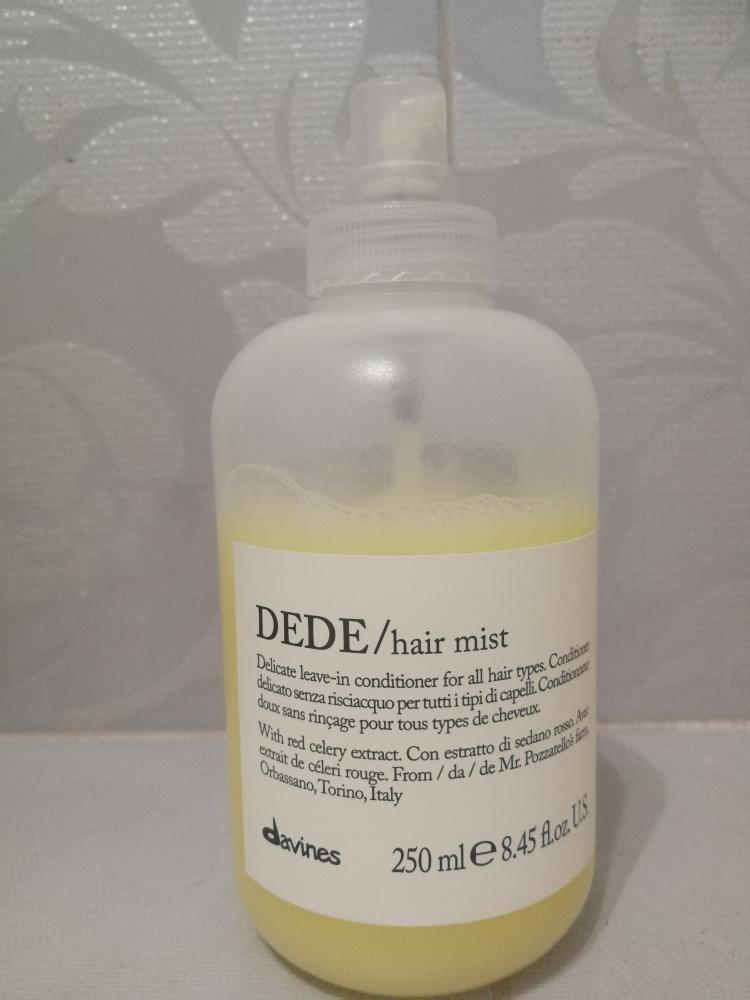 DEDE/hair mist
Delicate leave-in conditioner for all hair types. Conditioner
delicato senza risciacquo per tutti i tipi di capelli. Conditionneur
doux sans rinçage pour tous types de cheveux.
With red celery extract. Con estratto di sedano rosso. Avec
extrait de céleri rouge. From / da / de Mr. Pozzatello's farm,
Orbassano, Torino, Italy
davines
250 ml e 8.45 fl.oz. U.S.